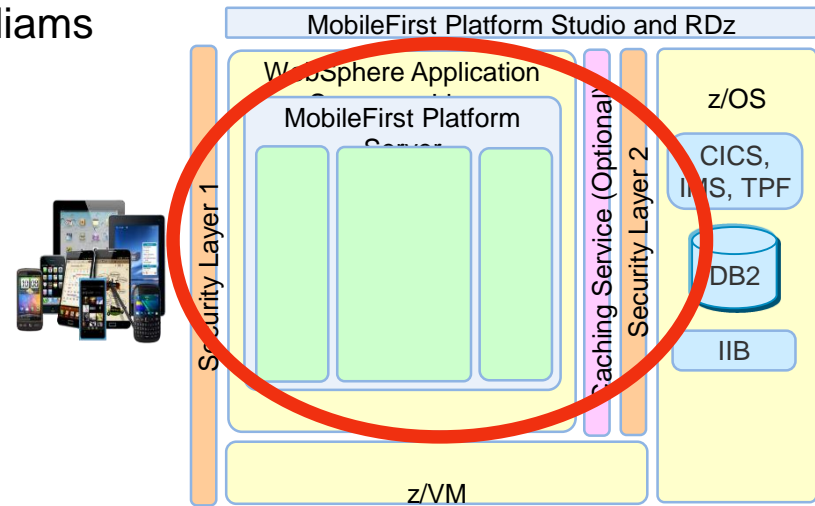 liams
MobileFirst Platform Studio and RDz
WebSphere Application
MobileFirst Platform
Server
Security Layer 1
Caching Service (Optional)
Security Layer 2
z/OS
CICS,
IMS, TPF
DB2
IIB
z/VM